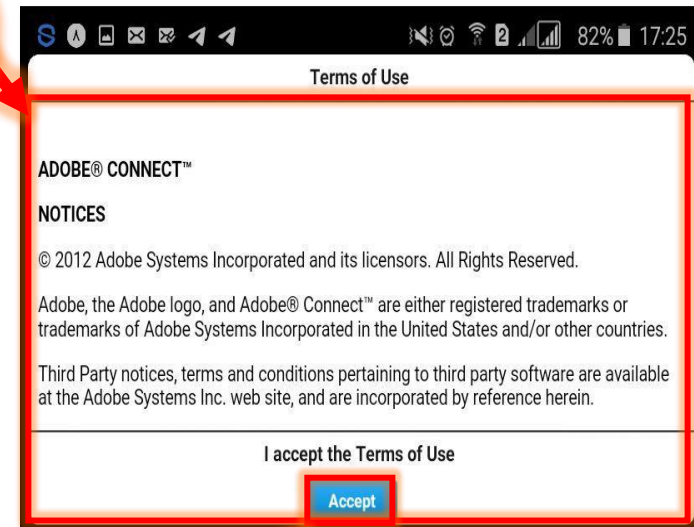 82% 17:25
Terms of Use
ADOBE® CONNECT™
NOTICES
© 2012 Adobe Systems Incorporated and its licensors. All Rights Reserved.
Adobe, the Adobe logo, and Adobe® Connect™ are either registered trademarks or
trademarks of Adobe Systems Incorporated in the United States and/or other countries.
Third Party notices, terms and conditions pertaining to third party software are available
at the Adobe Systems Inc. web site, and are incorporated by reference herein.
I accept the Terms of Use
Accept